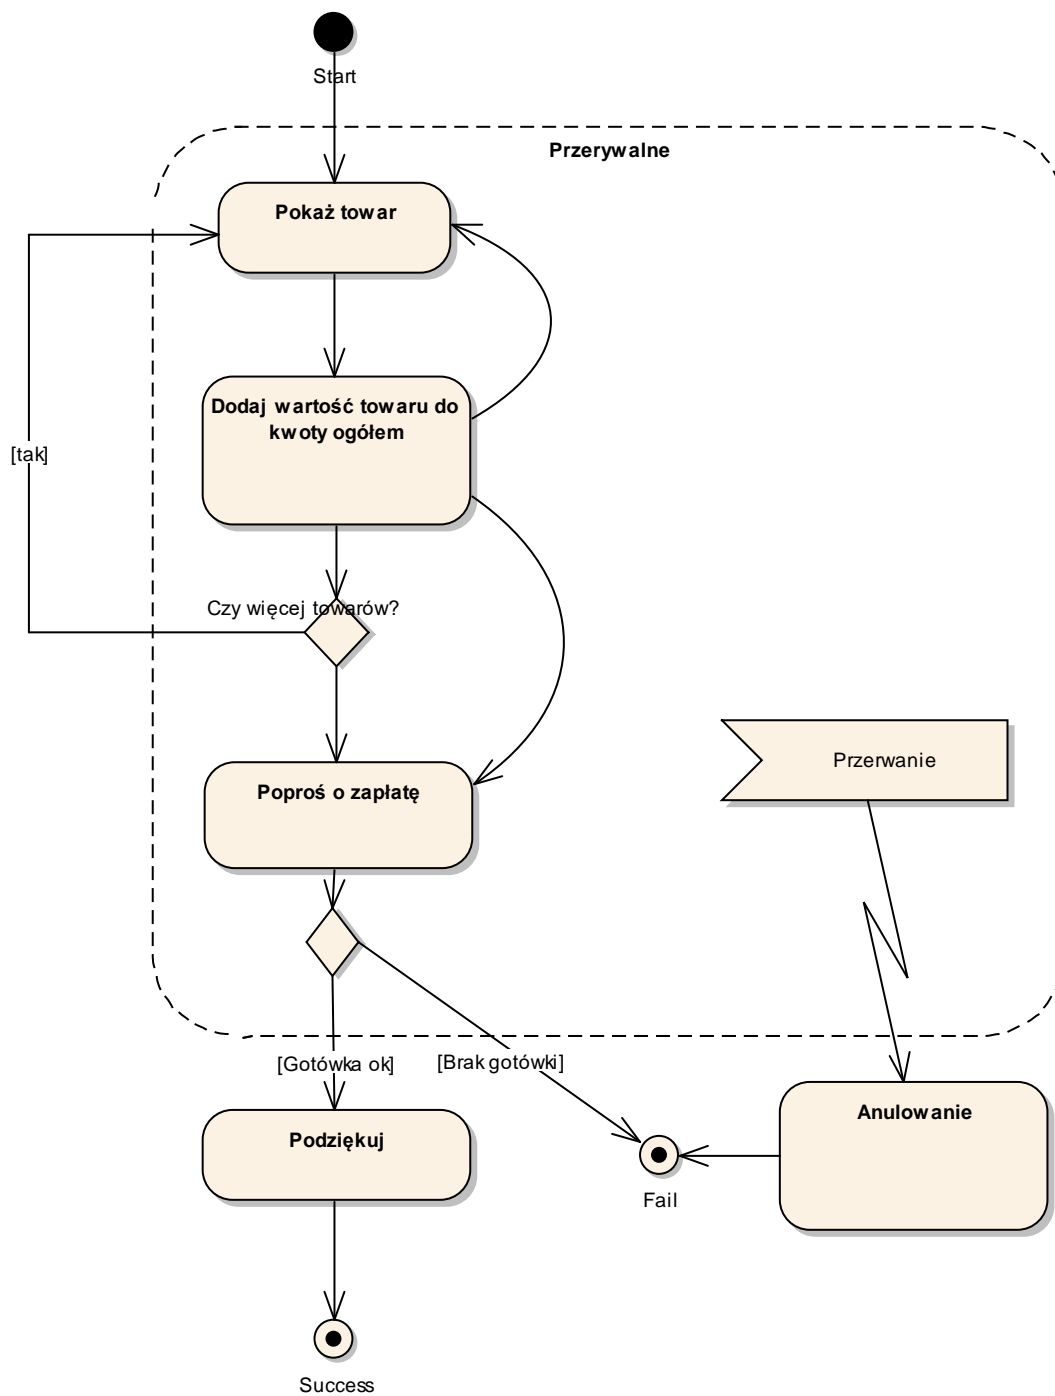 Start
Przerywalne
Pokaż towar
Dodaj wartość towaru do
kwoty ogółem
[tak]
Czy więcej towarów?
Przerwanie
Poproś o zapłatę
[Gotówka ok]
[Brak gotówki]
Anulowanie
Podziękuj
Fail
Success